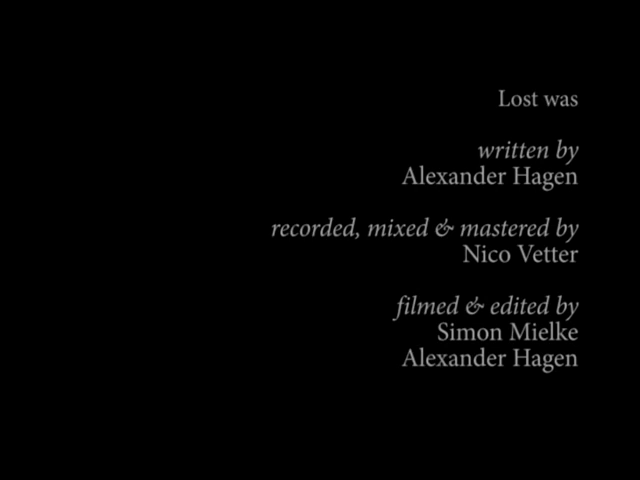 Lost was
written by
Alexander Hagen
recorded, mixed & mastered by
Nico Vetter
filmed & edited by
Simon Mielke
Alexander Hagen